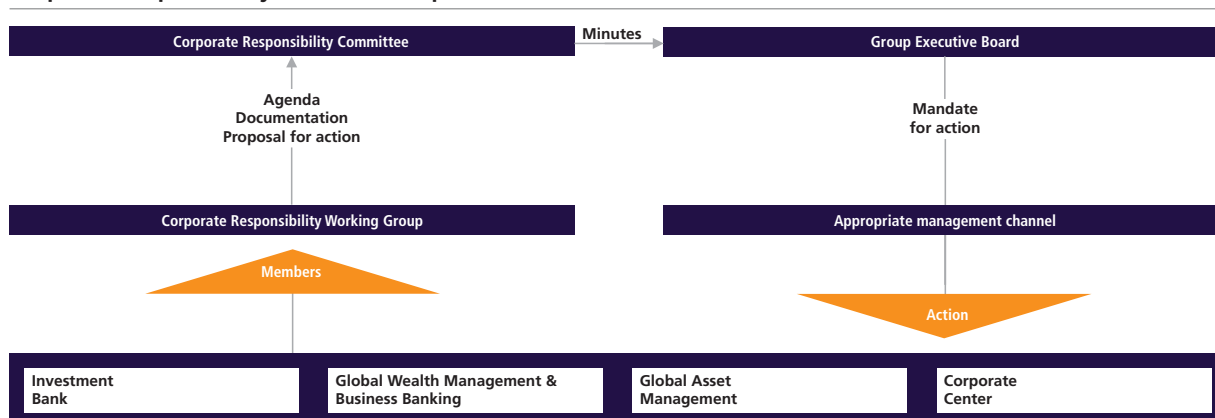 Corporate Responsibility Committee
Minutes
Group Executive Board
Agenda
Documentation
Proposal for action
Mandate
for action
Corporate Responsibility Working Group
Appropriate management channel
Members
Action
Investment
Bank
Global Wealth Management &
Business Banking
Global Asset
Management
Corporate
Center